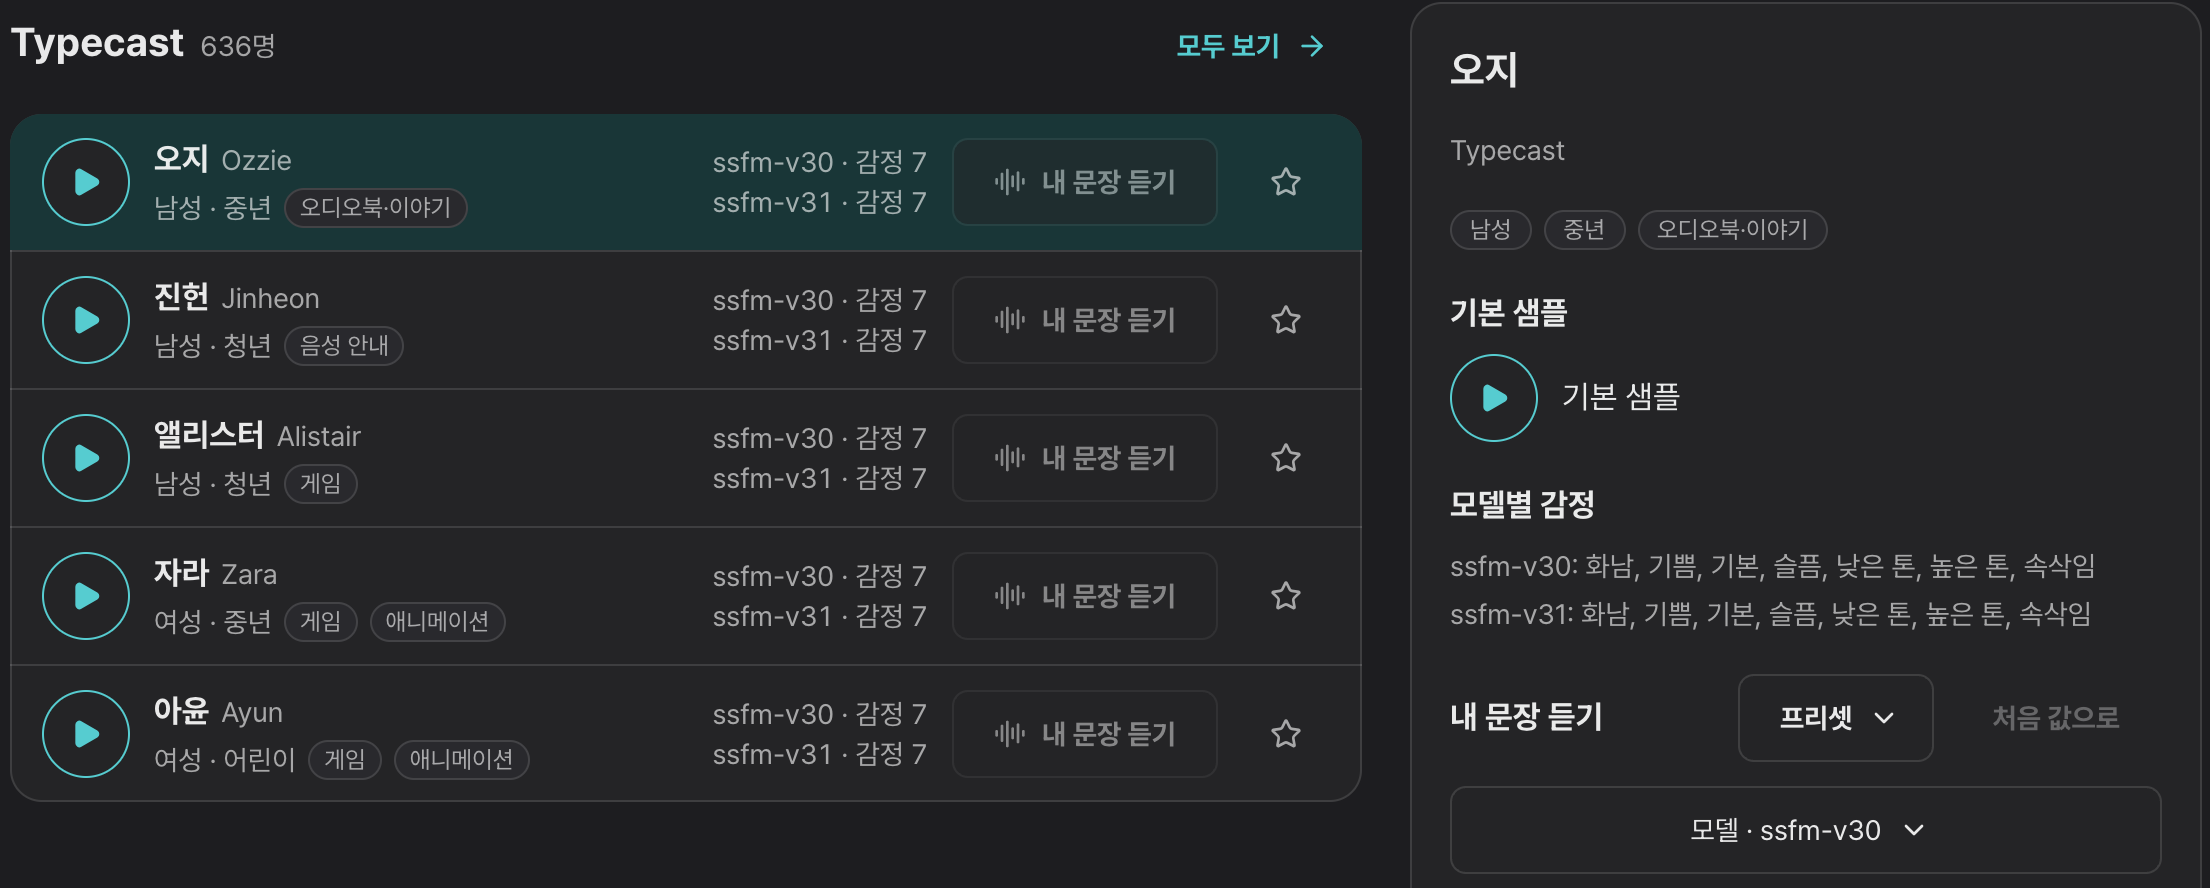 Typecast 636명
모두 보기 →
오지 Ozzie
남성 · 중년 오디오북·이야기
ssfm-v30 · 감정 7
ssfm-v31 · 감정 7
내 문장 듣기
진헌 Jinheon
남성 · 청년 음성 안내
ssfm-v30 · 감정 7
ssfm-v31 · 감정 7
내 문장 듣기
앨리스터 Alistair
남성 · 청년 게임
ssfm-v30 · 감정 7
ssfm-v31 · 감정 7
내 문장 듣기
자라 Zara
여성 · 중년 게임 애니메이션
ssfm-v30 · 감정 7
ssfm-v31 · 감정 7
내 문장 듣기
아윤 Ayun
여성 · 어린이 게임 애니메이션
ssfm-v30 · 감정 7
ssfm-v31 · 감정 7
내 문장 듣기
오지
Typecast
남성 중년 오디오북·이야기
기본 샘플
기본 샘플
모델별 감정
ssfm-v30: 화남, 기쁨, 기본, 슬픔, 낮은 톤, 높은 톤, 속삭임
ssfm-v31: 화남, 기쁨, 기본, 슬픔, 낮은 톤, 높은 톤, 속삭임
내 문장 듣기 프리셋 처음 값으로
모델 · ssfm-v30